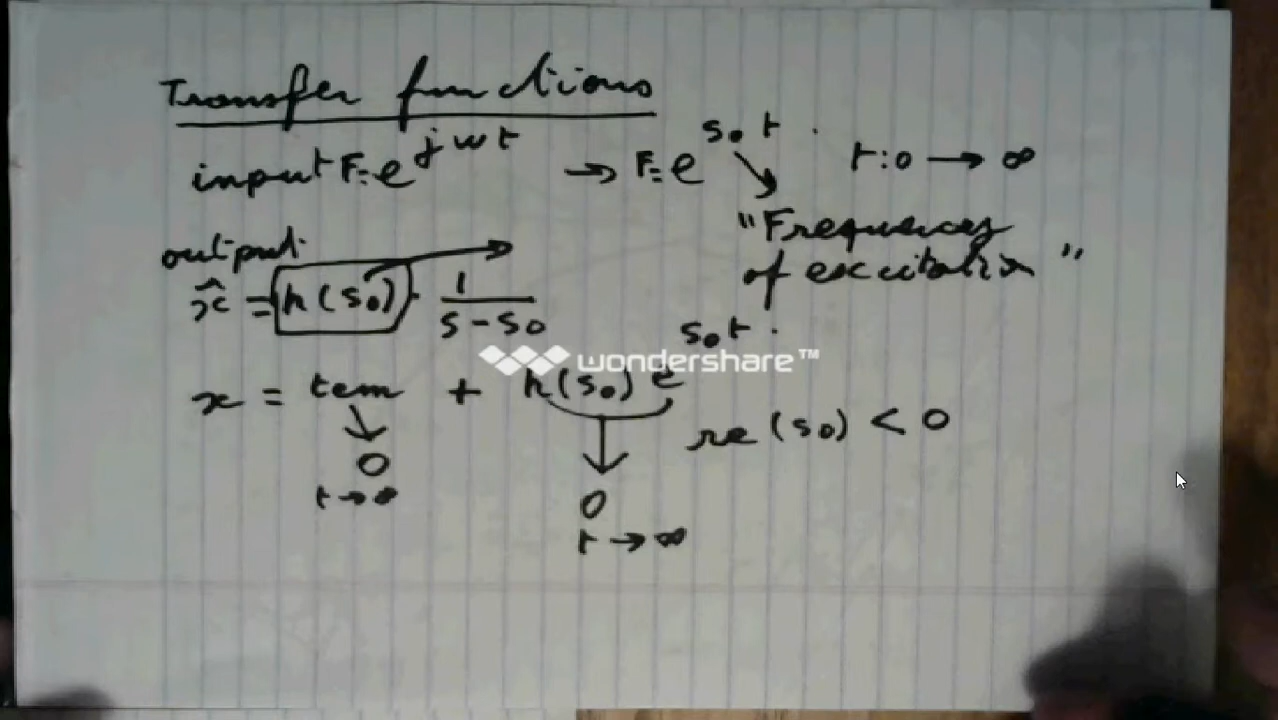 Transfer functions
input F = e^{jωt} → F = e^{s₀t} t : 0 → ∞
"Frequency of excitation"
output:
x̂ = h(s₀) · 1/(s - s₀)
x = tem + h(s₀) e^{s₀t}
re(s₀) < 0
0 t → ∞
0 t → ∞
wondershare™